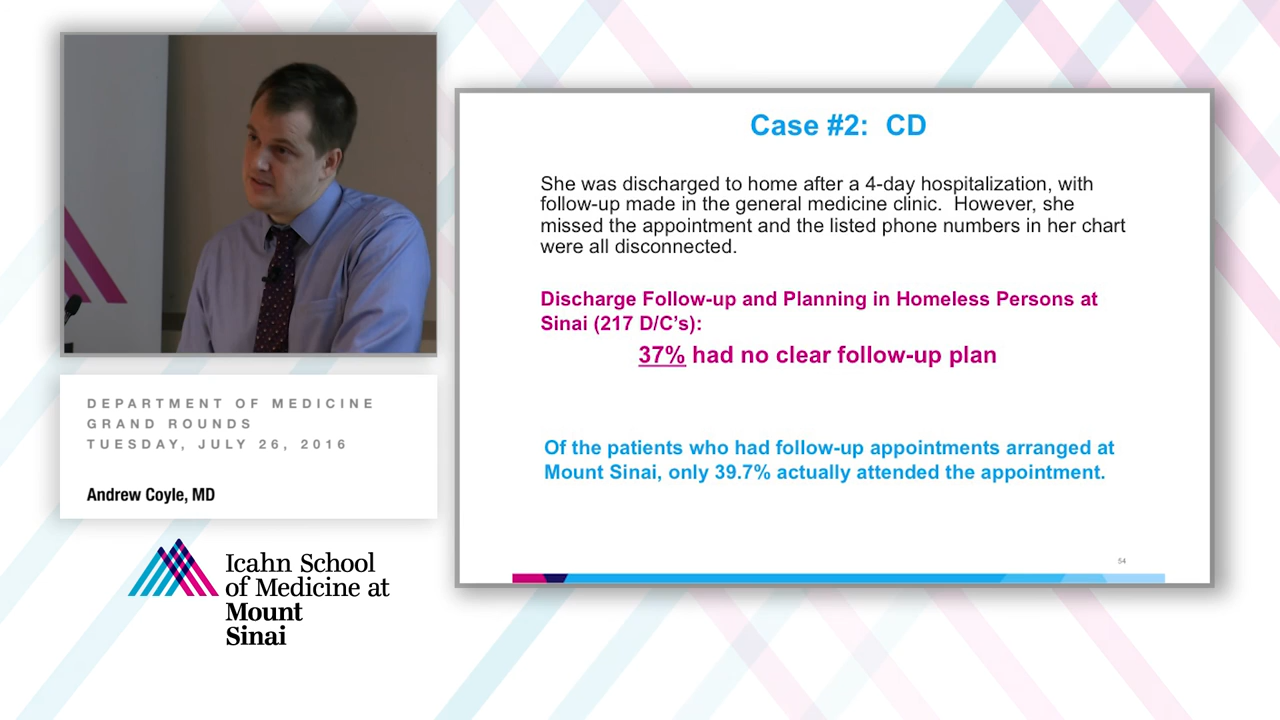 DEPARTMENT OF MEDICINE
GRAND ROUNDS
TUESDAY, JULY 26, 2016
Andrew Coyle, MD
Icahn School
of Medicine at
Mount
Sinai
Case #2: CD
She was discharged to home after a 4-day hospitalization, with
follow-up made in the general medicine clinic. However, she
missed the appointment and the listed phone numbers in her chart
were all disconnected.
Discharge Follow-up and Planning in Homeless Persons at
Sinai (217 D/C's):
37% had no clear follow-up plan
Of the patients who had follow-up appointments arranged at
Mount Sinai, only 39.7% actually attended the appointment.
54